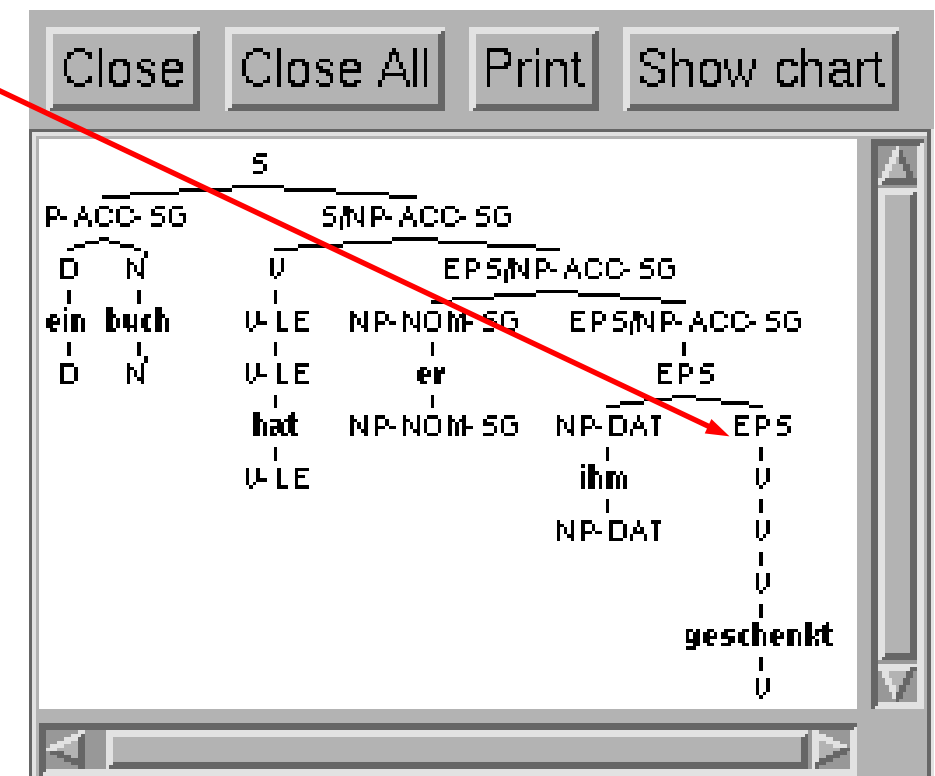 Close Close All Print Show chart
S
P-ACC-SG S/NP-ACC-SG
D N' V EPS/NP-ACC-SG
ein buch V-LE NP-NOM-SG EPS/NP-ACC-SG
D N' V-LE er EPS
hat NP-NOM-SG NP-DAT EPS
V-LE ihm V
NP-DAT V
V
geschenkt
V